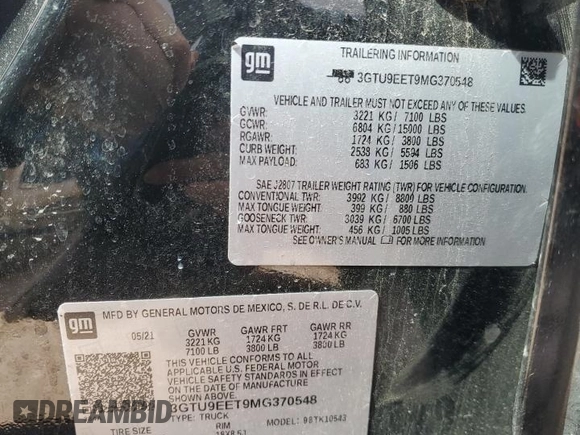 gm
TRAILERING INFORMATION
3GTU9EET9MG370548
VEHICLE AND TRAILER MUST NOT EXCEED ANY OF THESE VALUES
GVWR: 3221 KG / 7100 LBS
GCWR: 6804 KG / 15000 LBS
RGAWR: 1724 KG / 3800 LBS
CURB WEIGHT: 2538 KG / 5594 LBS
MAX PAYLOAD: 683 KG / 1506 LBS
SAE J2807 TRAILER WEIGHT RATING (TWR) FOR VEHICLE CONFIGURATION.
CONVENTIONAL TWR: 3992 KG / 8800 LBS
MAX TONGUE WEIGHT: 399 KG / 880 LBS
GOOSENECK TWR: 3039 KG / 6700 LBS
MAX TONGUE WEIGHT: 456 KG / 1005 LBS
SEE OWNER'S MANUAL FOR MORE INFORMATION.
gm
MFD BY GENERAL MOTORS DE MEXICO, S. DE R.L. DE C.V.
05/21 GVWR GAWR FRT GAWR RR
3221 KG 1724 KG 1724 KG
7100 LB 3800 LB 3800 LB
THIS VEHICLE CONFORMS TO ALL
APPLICABLE U.S. FEDERAL MOTOR
VEHICLE SAFETY STANDARDS IN EFFECT
ON THE DATE OF MANUFACTURE
SHOWN ABOVE.
3GTU9EET9MG370548
TYPE: TRUCK MODEL: 98TK10543
TIRE SIZE RIM
18X8.5J
AUTOBIDCAR